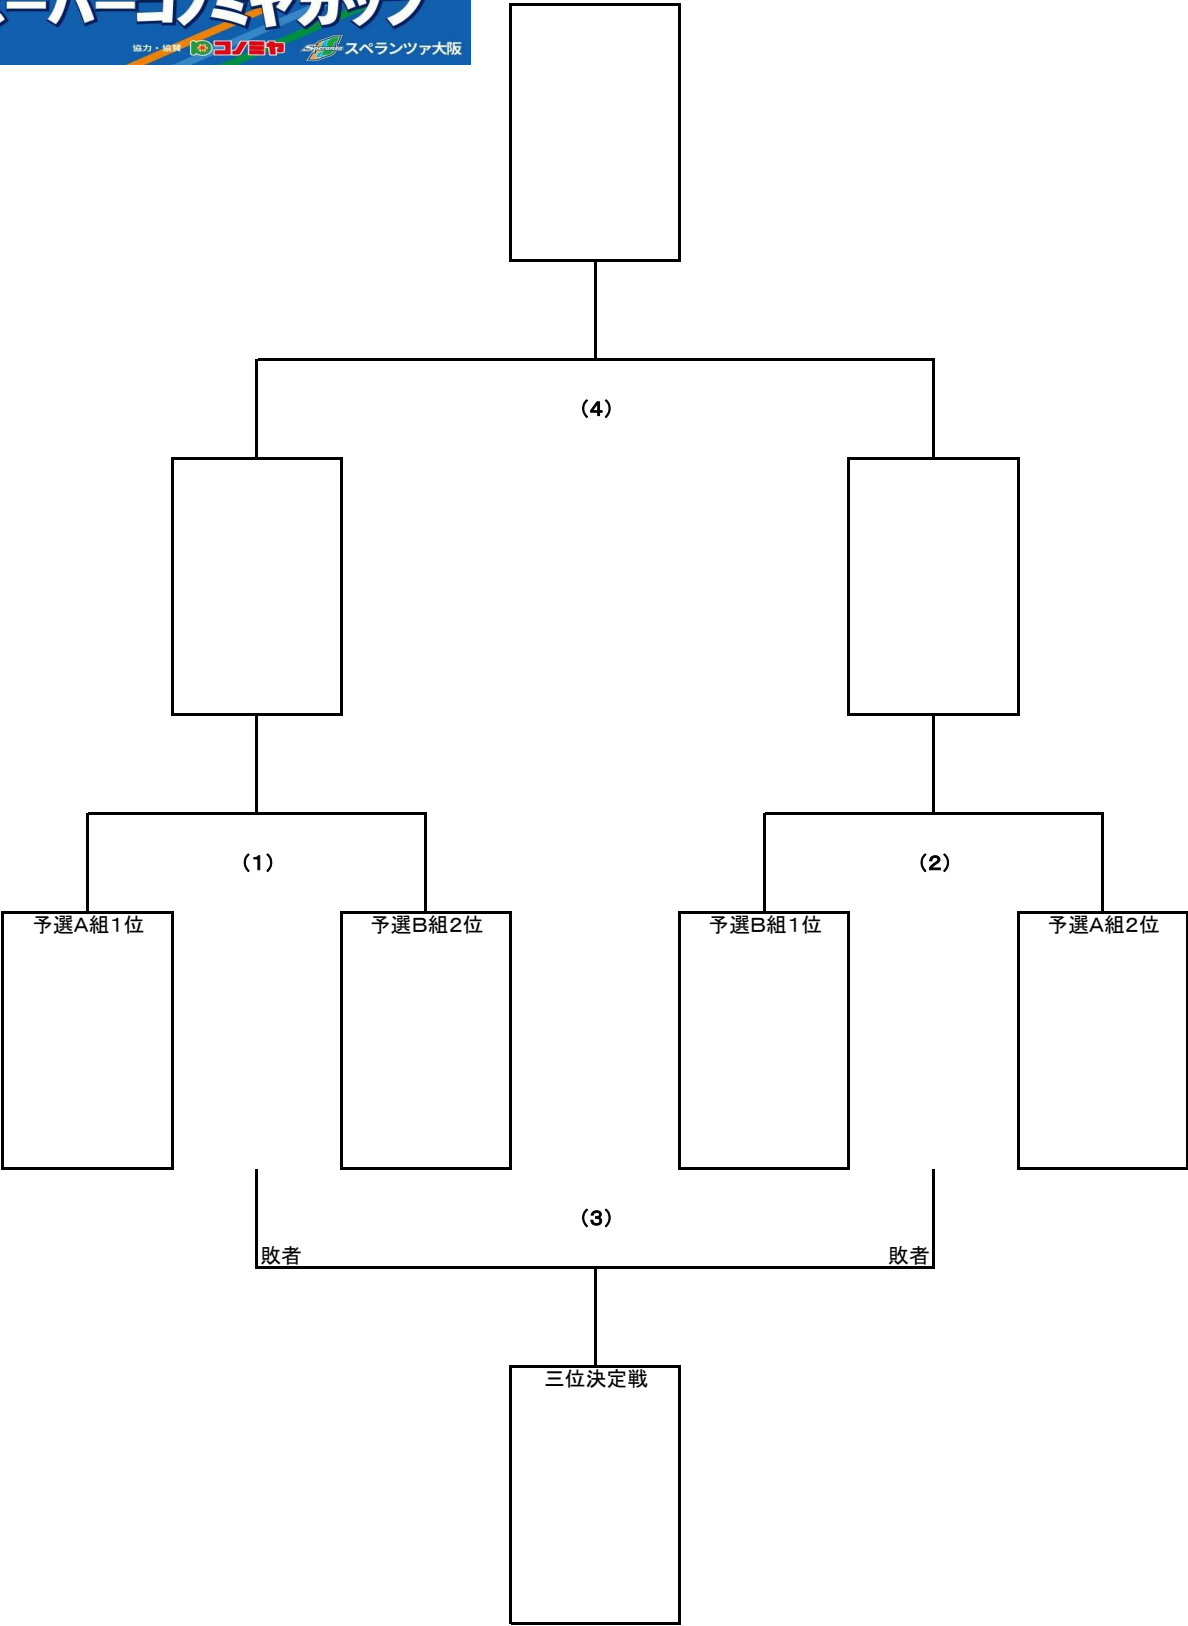 スーパーコノミヤカップ
協力・協賛 コノミヤ スペランツァ大阪
（4）
（1） （2）
予選A組1位 予選B組2位 予選B組1位 予選A組2位
（3）
敗者 敗者
三位決定戦